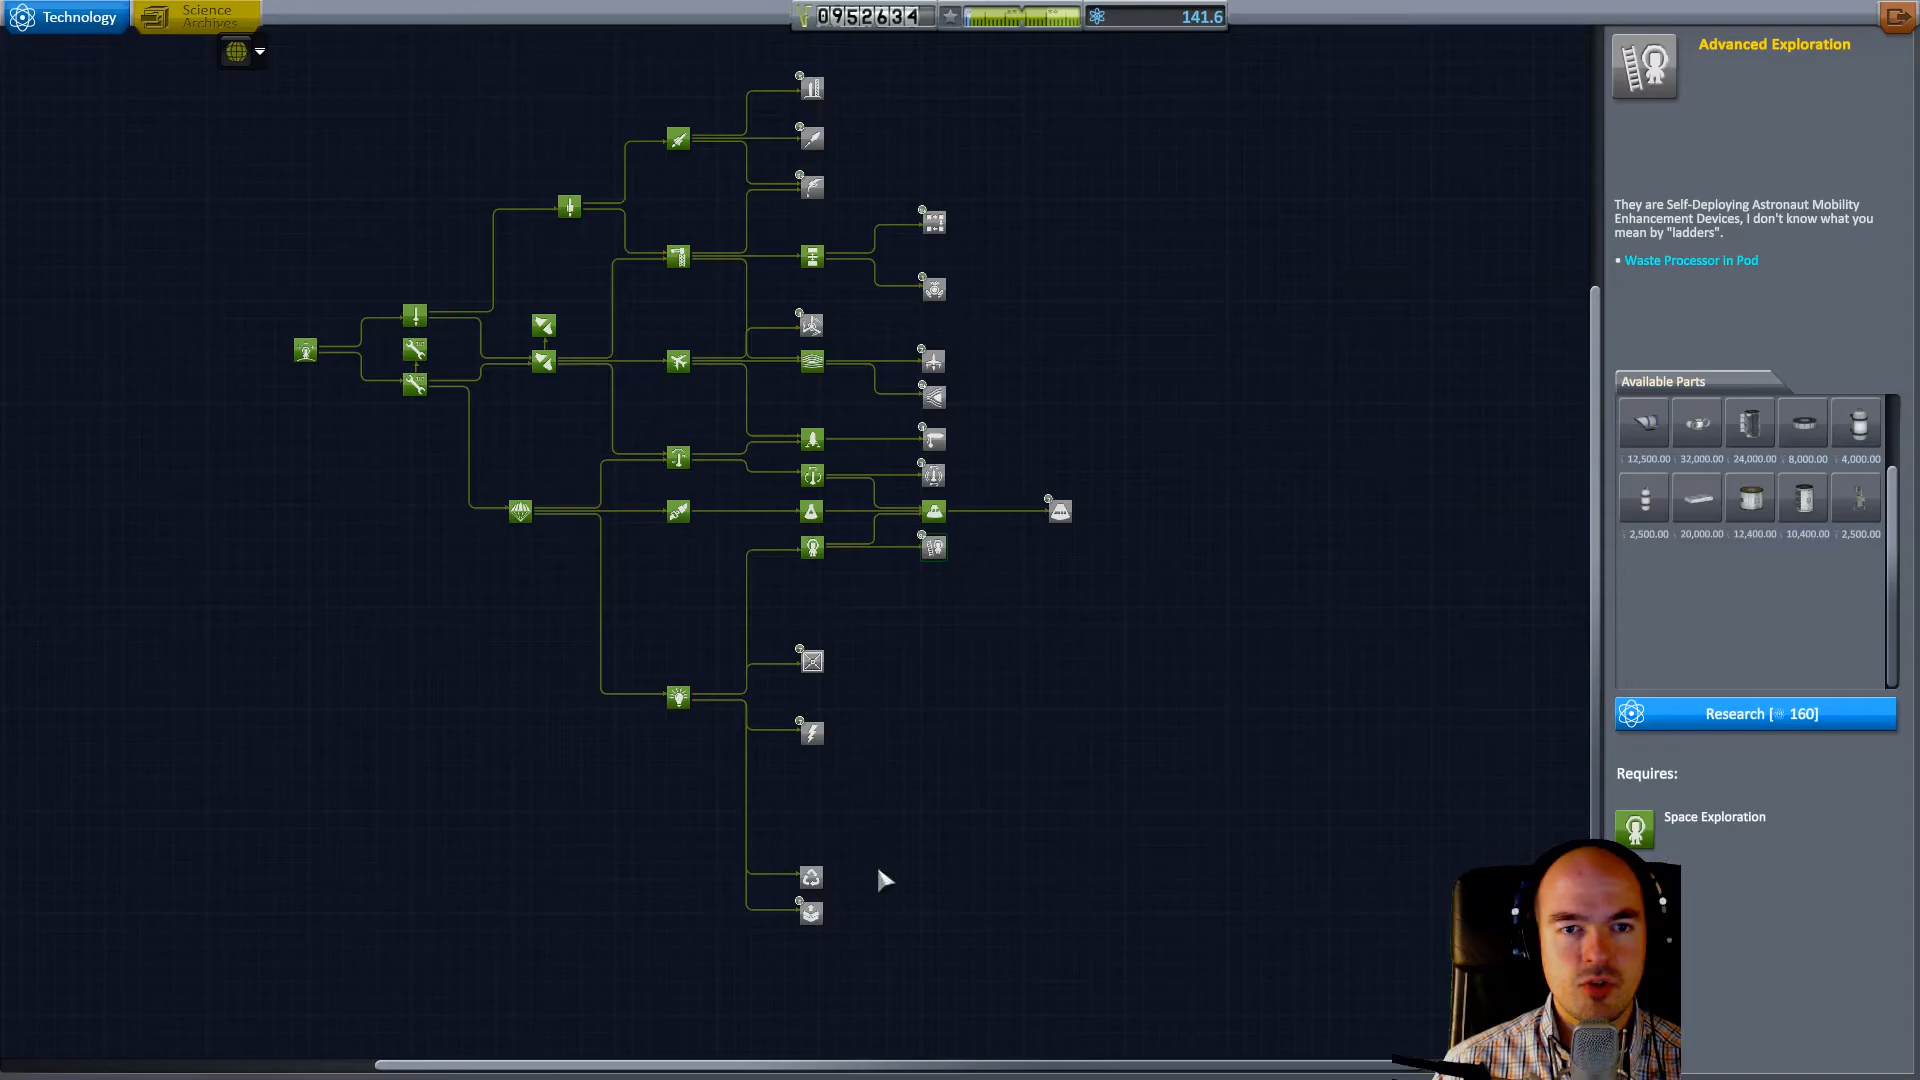 Technology
Science
Archives
0952634
141.6
Advanced Exploration
They are Self-Deploying Astronaut Mobility
Enhancement Devices, I don't know what you
mean by "ladders".
• Waste Processor in Pod
Available Parts
12,500.00 32,000.00 24,000.00 8,000.00 4,000.00
2,500.00 20,000.00 12,400.00 10,400.00 2,500.00
Research [ 160]
Requires:
Space Exploration